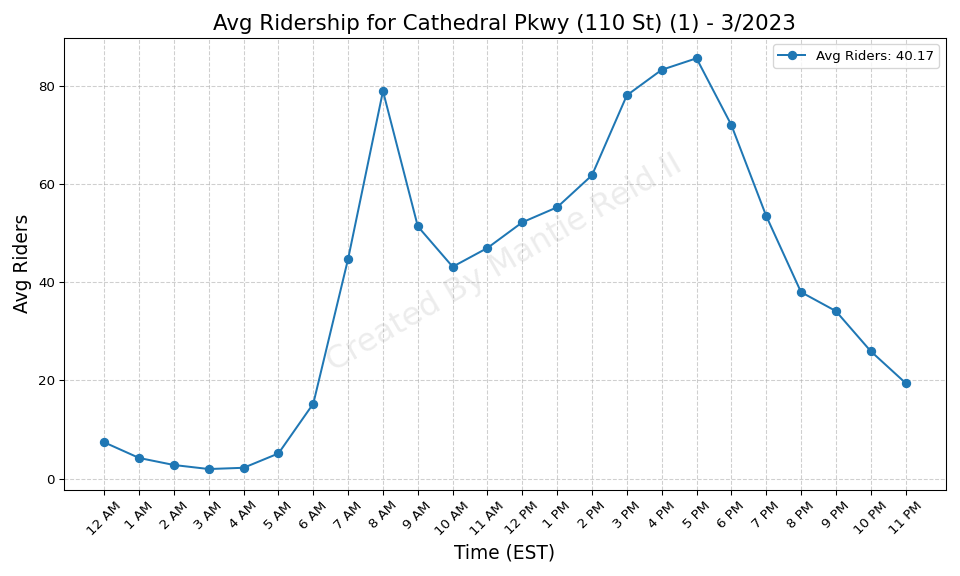 Avg Ridership for Cathedral Pkwy (110 St) (1) - 3/2023
Avg Riders: 40.17
Avg Riders
80
60
40
20
0
Created By Mantie Reid II
12 AM
1 AM
2 AM
3 AM
4 AM
5 AM
6 AM
7 AM
8 AM
9 AM
10 AM
11 AM
12 PM
1 PM
2 PM
3 PM
4 PM
5 PM
6 PM
7 PM
8 PM
9 PM
10 PM
11 PM
Time (EST)